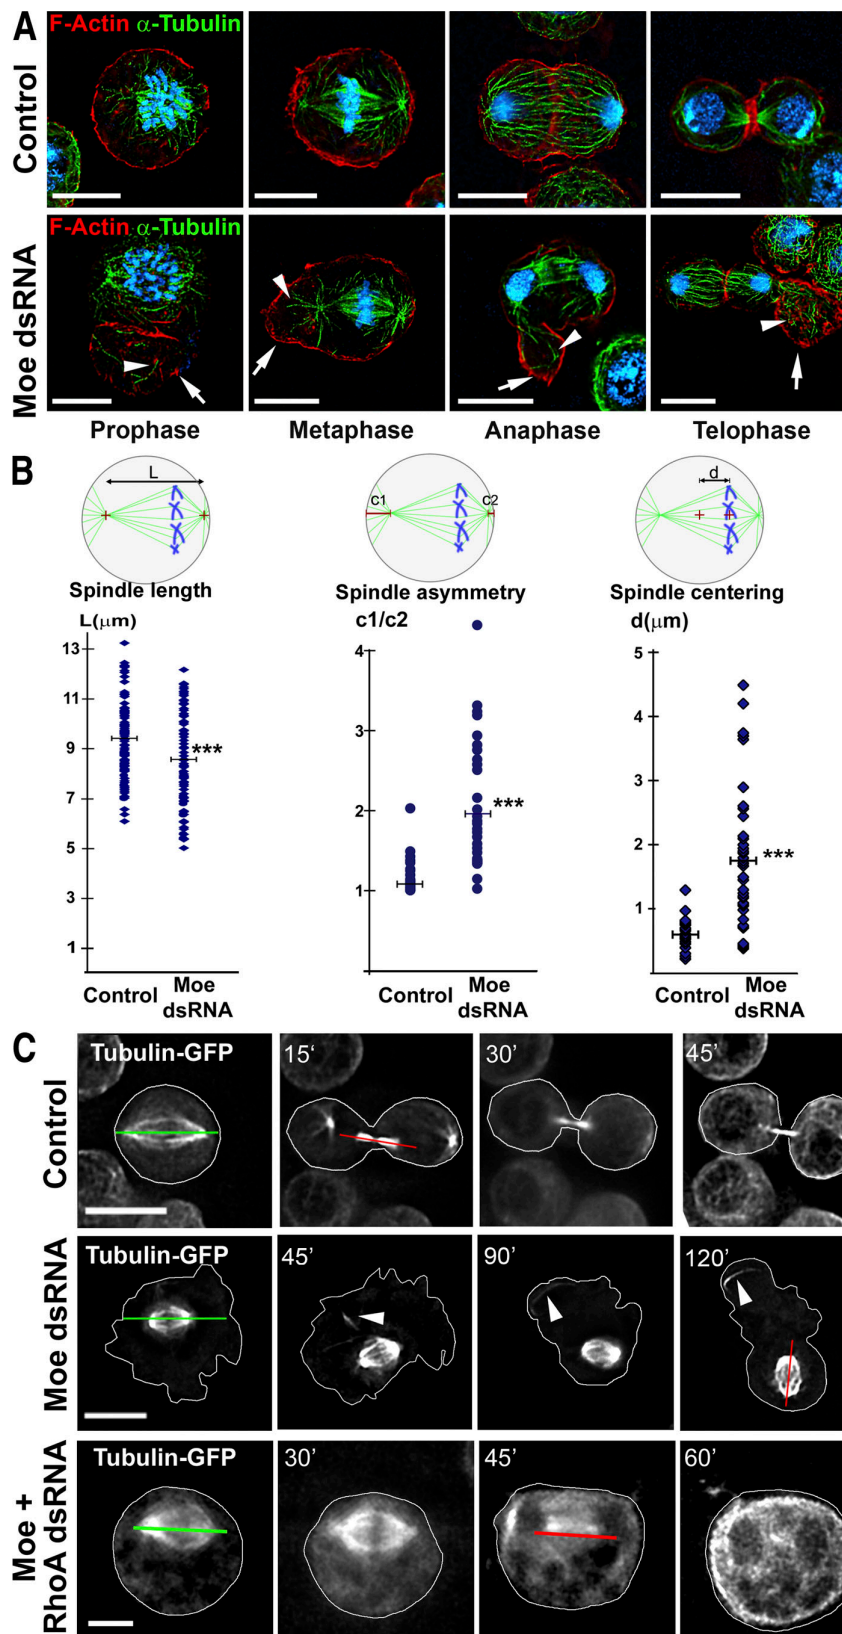 A
F-Actin α-Tubulin
Control
F-Actin α-Tubulin
Moe dsRNA
Prophase Metaphase Anaphase Telophase
B
L c1 c2 d
Spindle length Spindle asymmetry Spindle centering
L(μm) c1/c2 d(μm)
13
11
9
7
5
3
1
***
Control Moe dsRNA
4
3
2
1
***
Control Moe dsRNA
5
4
3
2
1
***
Control Moe dsRNA
C
Control
Tubulin-GFP 15‘ 30’ 45’
Moe dsRNA
Tubulin-GFP 45’ 90’ 120’
Moe +
RhoA dsRNA
Tubulin-GFP 30’ 45’ 60’